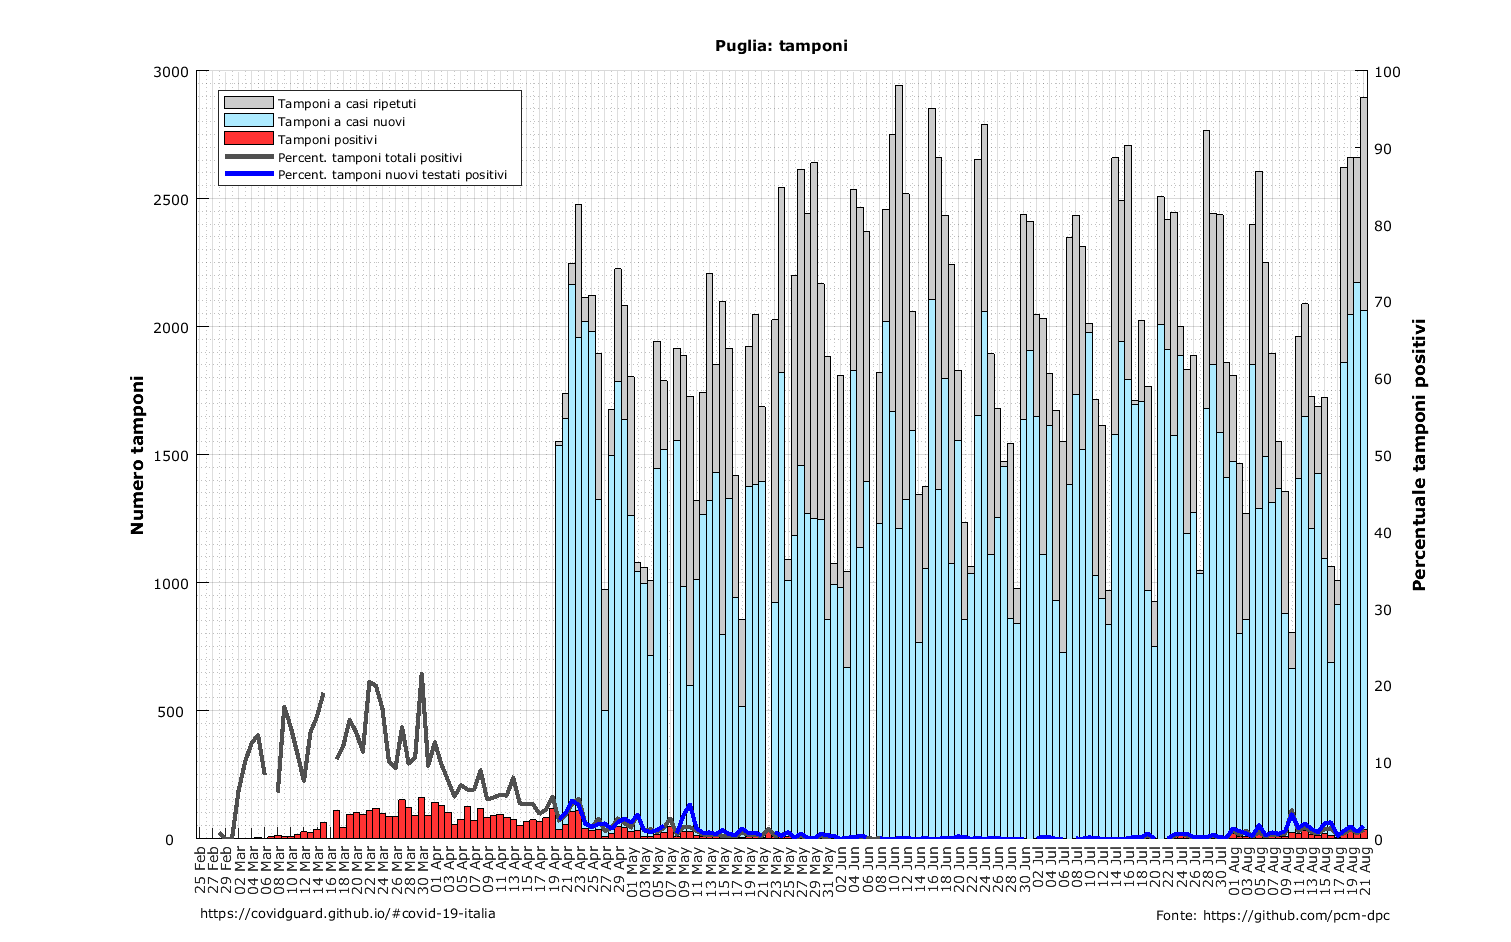 Puglia: tamponi
3000
2500
2000
1500
1000
500
0
Numero tamponi
Tamponi a casi ripetuti
Tamponi a casi nuovi
Tamponi positivi
Percent. tamponi totali positivi
Percent. tamponi nuovi testati positivi
100
90
80
70
60
50
40
30
20
10
0
Percentuale tamponi positivi
25 Feb
27 Feb
29 Feb
02 Mar
04 Mar
06 Mar
08 Mar
10 Mar
12 Mar
14 Mar
16 Mar
18 Mar
20 Mar
22 Mar
24 Mar
26 Mar
28 Mar
30 Mar
01 Apr
03 Apr
05 Apr
07 Apr
09 Apr
11 Apr
13 Apr
15 Apr
17 Apr
19 Apr
21 Apr
23 Apr
25 Apr
27 Apr
29 Apr
01 May
03 May
05 May
07 May
09 May
11 May
13 May
15 May
17 May
19 May
21 May
23 May
25 May
27 May
29 May
31 May
02 Jun
04 Jun
06 Jun
08 Jun
10 Jun
12 Jun
14 Jun
16 Jun
18 Jun
20 Jun
22 Jun
24 Jun
26 Jun
28 Jun
30 Jun
02 Jul
04 Jul
06 Jul
08 Jul
10 Jul
12 Jul
14 Jul
16 Jul
18 Jul
20 Jul
22 Jul
24 Jul
26 Jul
28 Jul
30 Jul
01 Aug
03 Aug
05 Aug
07 Aug
09 Aug
11 Aug
13 Aug
15 Aug
17 Aug
19 Aug
21 Aug
https://covidguard.github.io/#covid-19-italia
Fonte: https://github.com/pcm-dpc